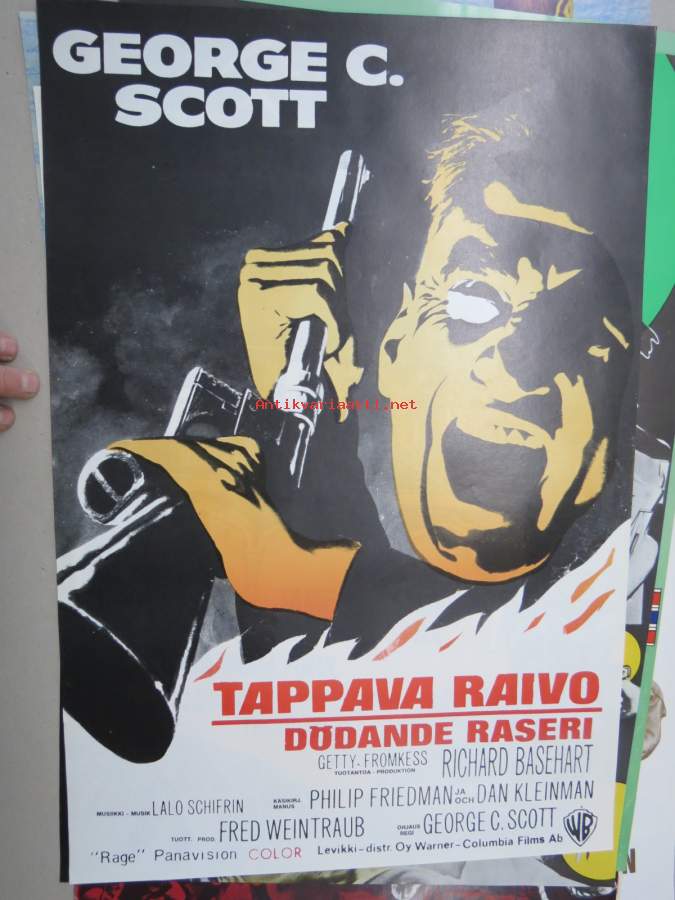 GEORGE C.
SCOTT
Antikvariaatti.net
TAPPAVA RAIVO
DÖDANDE RASERI
GETTY-FROMKESS RICHARD BASEHART
TUOTANTOA - PRODUKTION
MUSIIKKI - MUSIK LALO SCHIFRIN KÄSIKIRJ. MANUS PHILIP FRIEDMAN JA OCH DAN KLEINMAN
TUOTT. PROD. FRED WEINTRAUB OHJAUS REGI GEORGE C. SCOTT
"Rage" Panavision COLOR Levikki-distr. Oy Warner-Columbia Films Ab WB
N